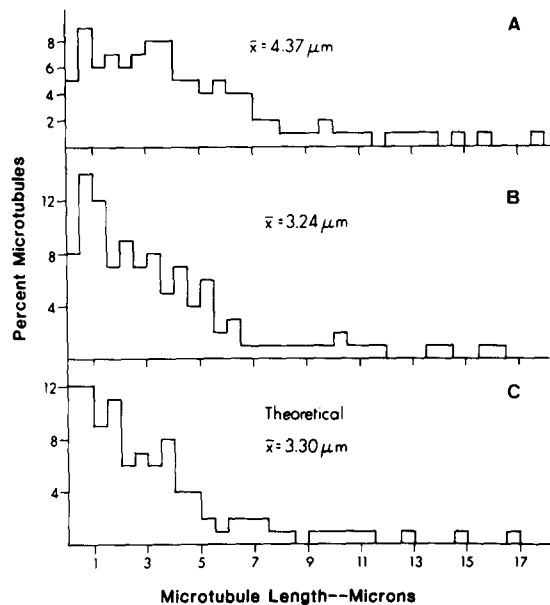 A
x̄ = 4.37 µm
8
6
4
2
B
x̄ = 3.24 µm
12
8
4
C
Theoretical
x̄ = 3.30 µm
12
8
4
1 3 5 7 9 11 13 15 17
Percent Microtubules
Microtubule Length--Microns